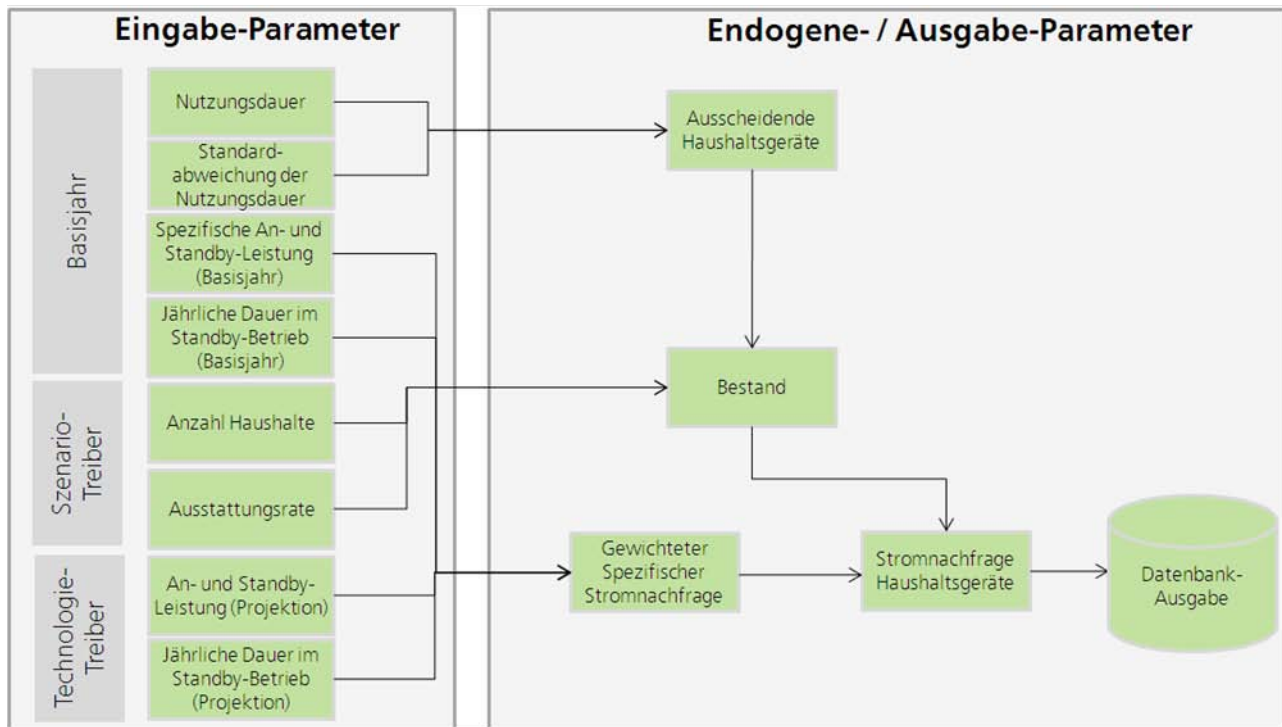 Eingabe-Parameter
Basisjahr
Nutzungsdauer
Standard-
abweichung der
Nutzungsdauer
Spezifische An- und
Standby-Leistung
(Basisjahr)
Jährliche Dauer im
Standby-Betrieb
(Basisjahr)
Szenario-
Treiber
Anzahl Haushalte
Ausstattungsrate
Technologie-
Treiber
An- und Standby-
Leistung (Projektion)
Jährliche Dauer im
Standby-Betrieb
(Projektion)
Endogene- / Ausgabe-Parameter
Ausscheidende
Haushaltsgeräte
Bestand
Gewichteter
Spezifischer
Stromnachfrage
Stromnachfrage
Haushaltsgeräte
Datenbank-
Ausgabe